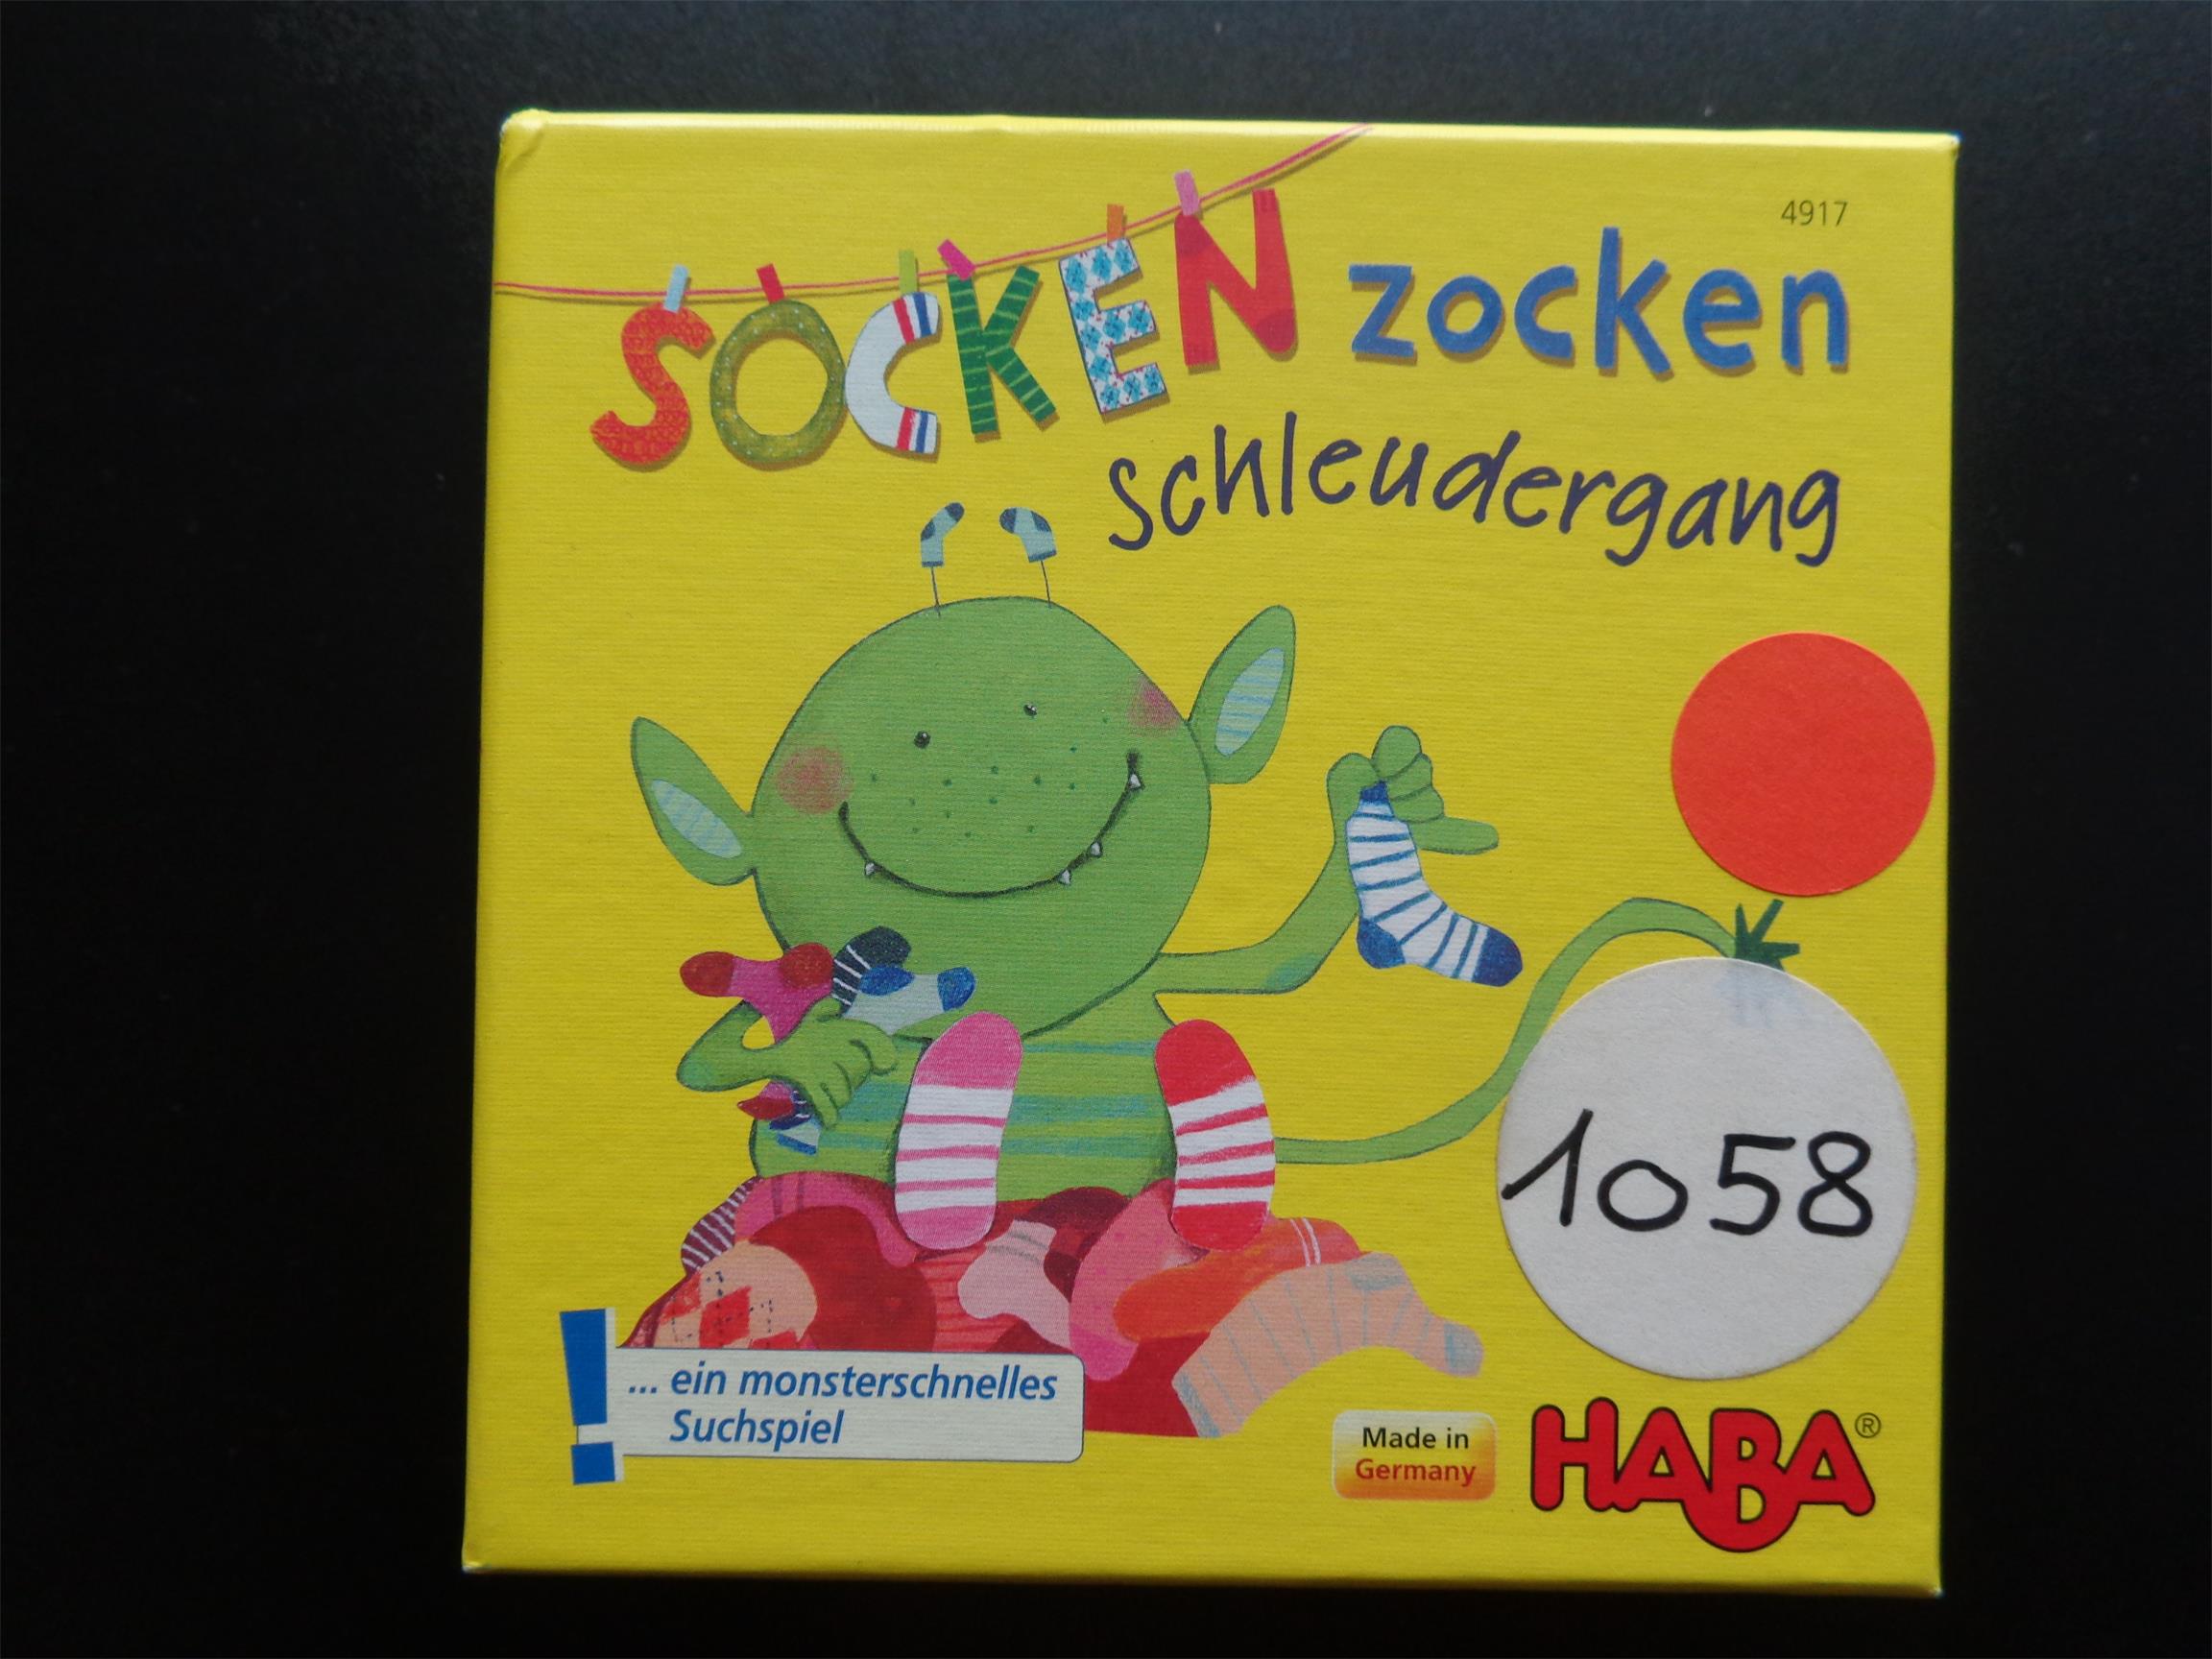 4917
SOCKEN zocken
schleudergang
1058
... ein monsterschnelles
Suchspiel
Made in
Germany
HABA®